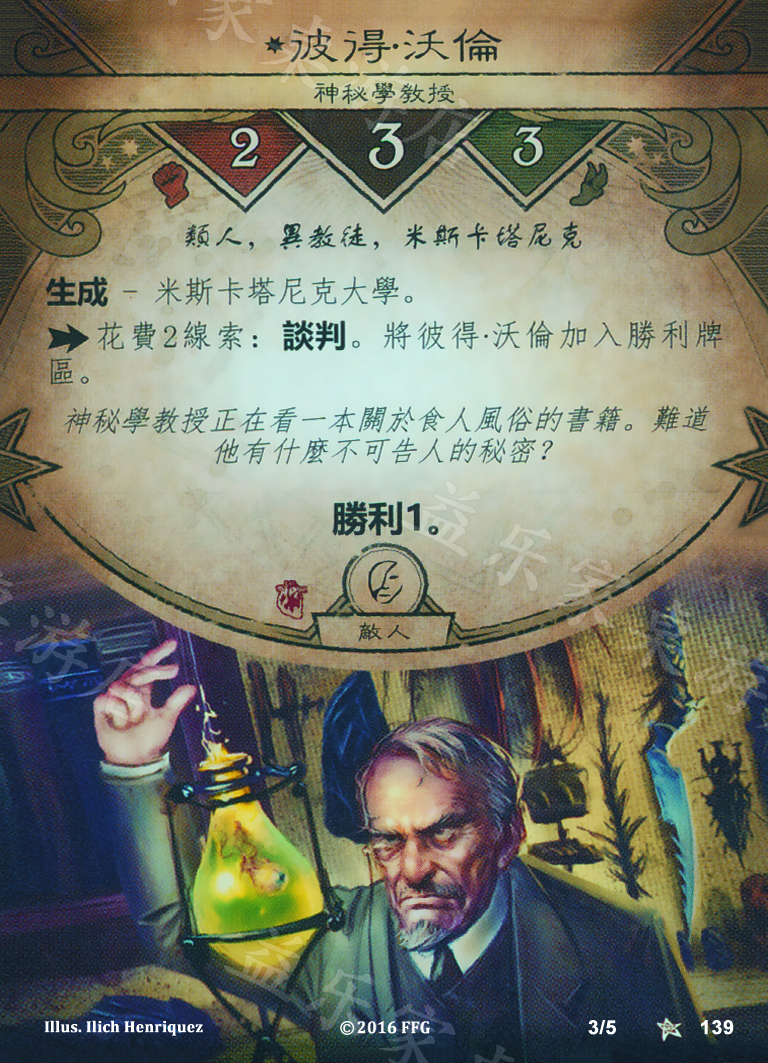 彼得·沃倫
神秘學教授
2 3 3
類人，異教徒，米斯卡塔尼克
生成 – 米斯卡塔尼克大學。
花費2線索：談判。將彼得·沃倫加入勝利牌
區。
神秘學教授正在看一本關於食人風俗的書籍。難道
他有什麼不可告人的秘密？
勝利1。
敵人
Illus. Ilich Henriquez ©2016 FFG 3/5 139